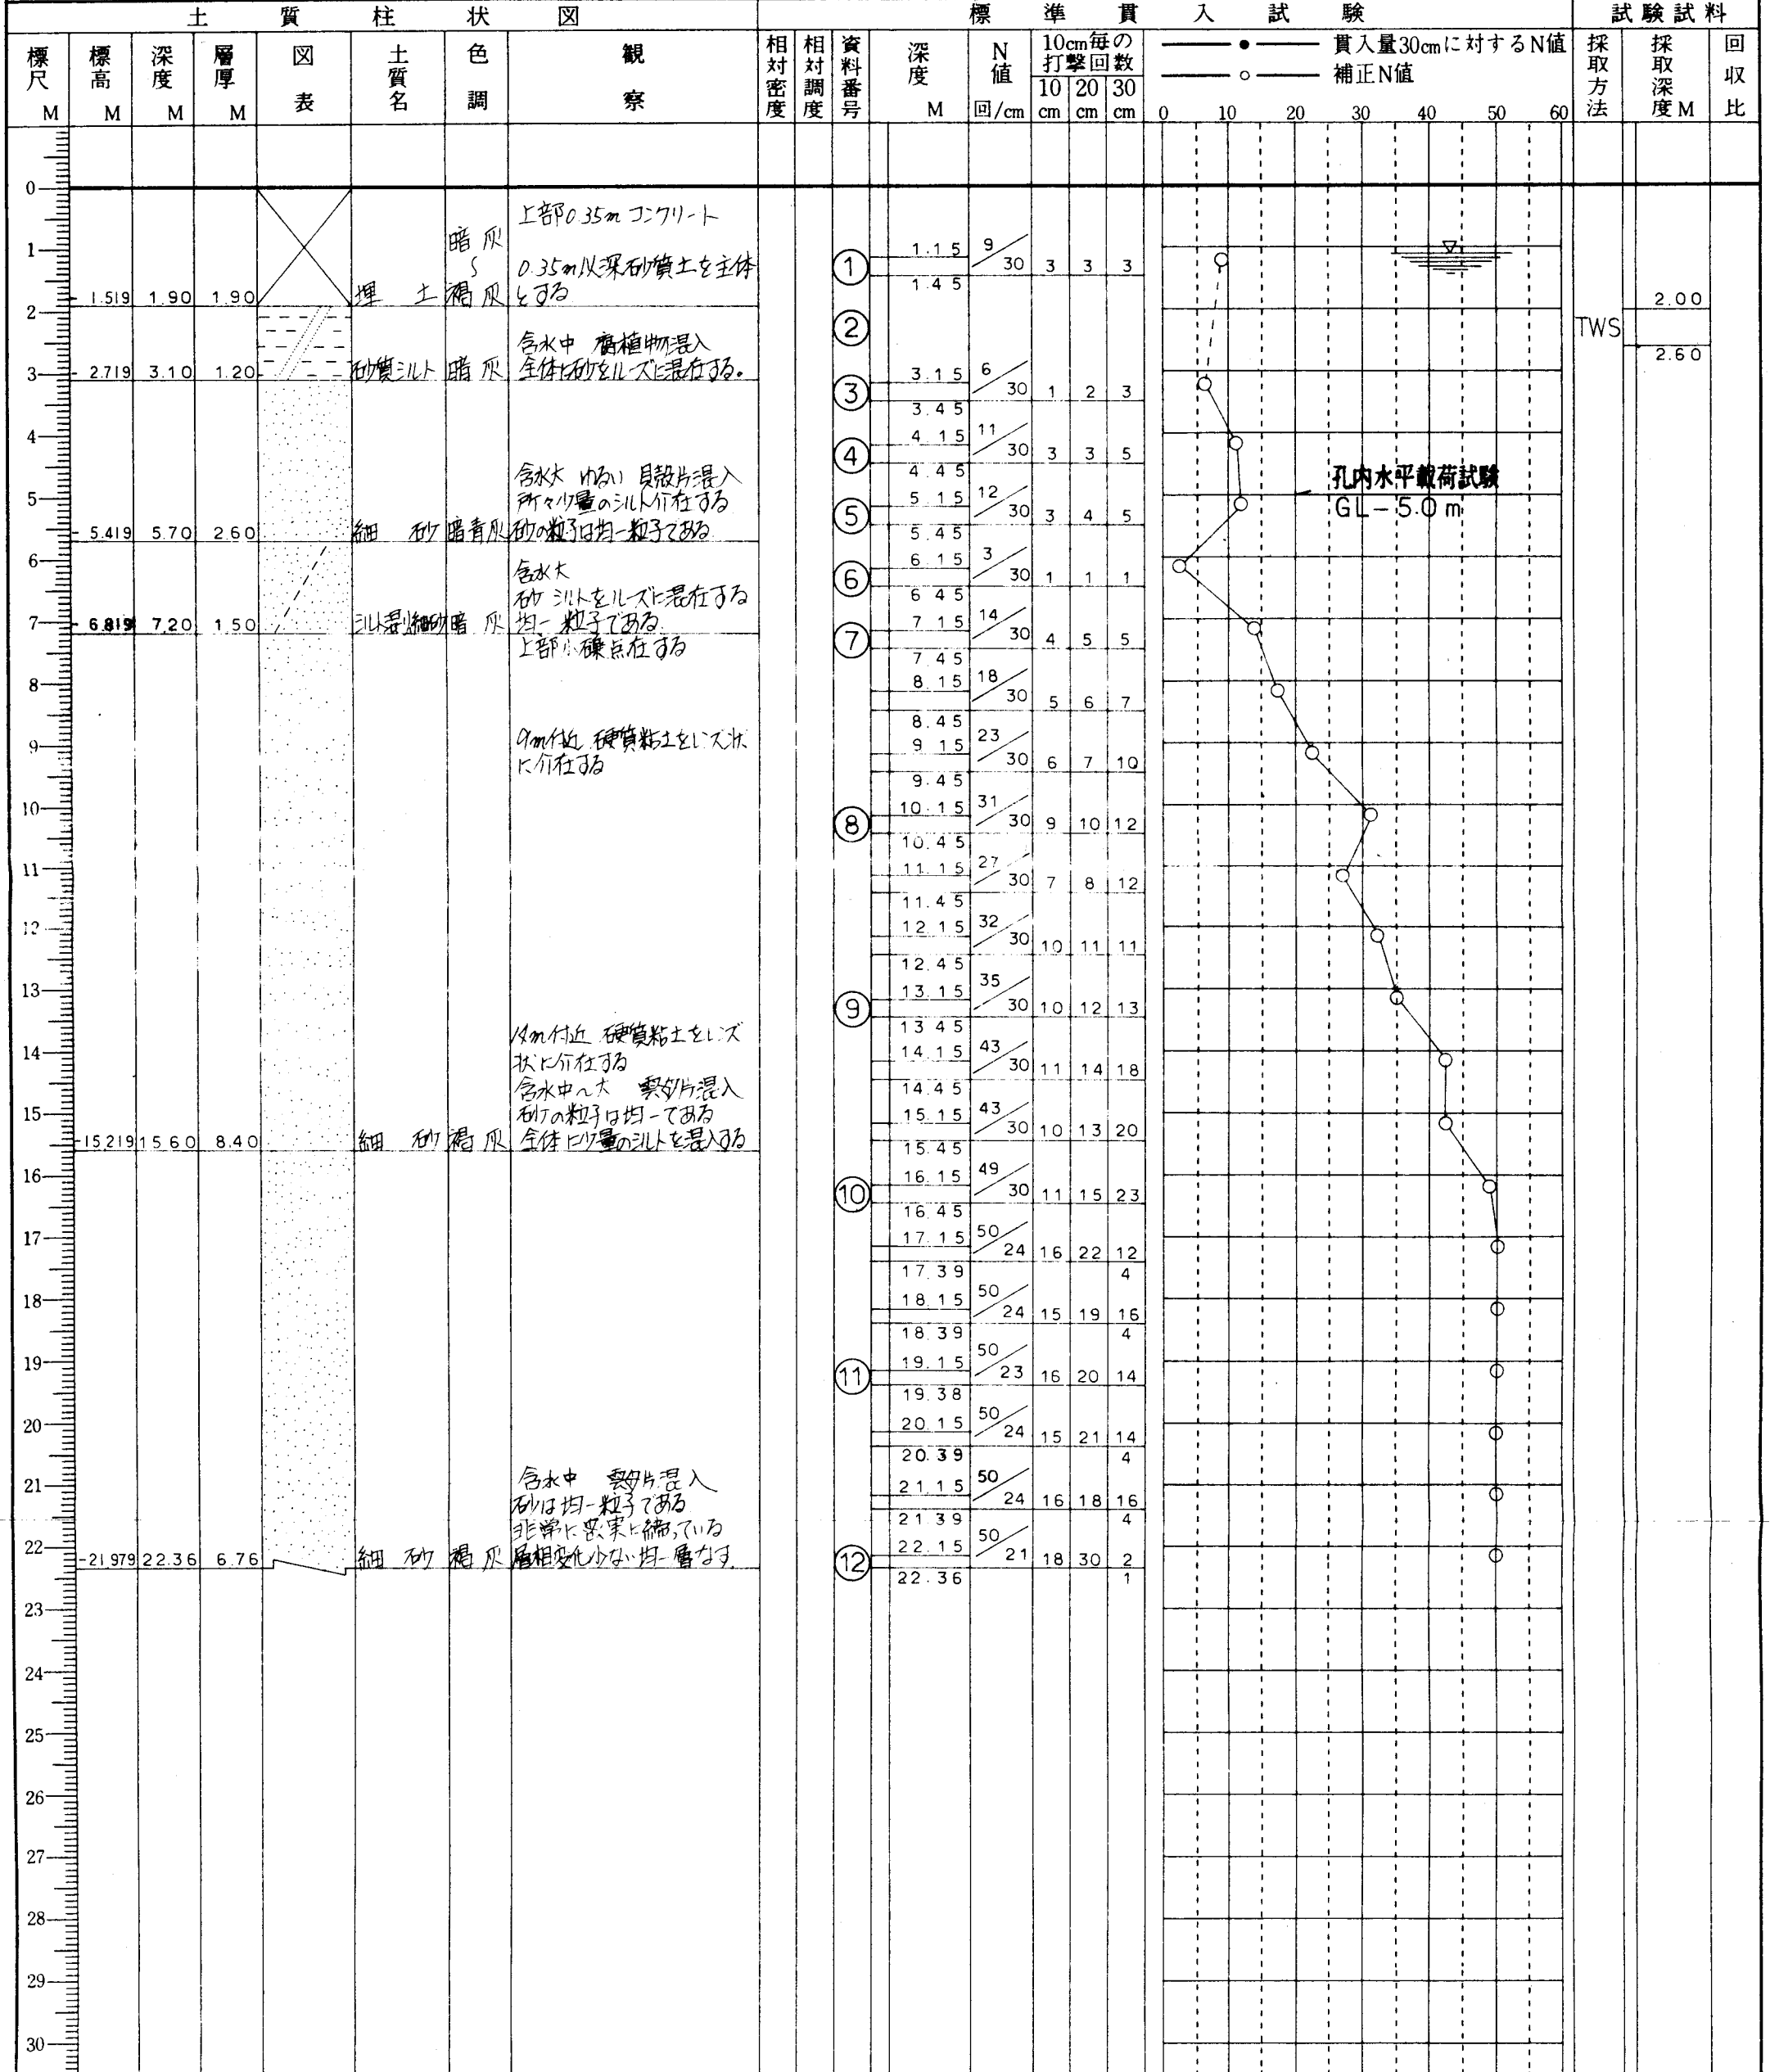 土質柱状図
標準貫入試験
試験試料
標尺 M
標高 M
深度 M
層厚 M
図表
土質名
色調
観察
相対密度
相対調度
資料番号
深度 M
N値 回/cm
10cm毎の打撃回数
10cm 20cm 30cm
貫入量30cmに対するN値
補正N値
0 10 20 30 40 50 60
採取方法
採取深度 M
回収比
0
1
2
3
4
5
6
7
8
9
10
11
12
13
14
15
16
17
18
19
20
21
22
23
24
25
26
27
28
29
30
上部0.35m コンクリート
0.35m以深砂質土を主体
とする
- 1.519 1.90 1.90 埋土 暗灰〜褐灰
含水中 腐植物混入
全体に砂をルーズに混在する。
- 2.719 3.10 1.20 砂質シルト 暗灰
含水大 ゆるい 貝殻片混入
所々少量のシルト介在する
砂の粒子は均一粒子である
- 5.419 5.70 2.60 細砂 暗青灰
含水大
砂 シルトをルーズに混在する
均一粒子である
- 6.819 7.20 1.50 シルト混り細砂 暗灰
上部小礫点在する
9m付近 硬質粘土をレンズ状
に介在する
14m付近 硬質粘土をレンズ
状に介在する
含水中〜大 雲母片混入
砂の粒子は均一である
全体に少量のシルトを混入する
-15.219 15.60 8.40 細砂 褐灰
含水中 雲母片混入
砂は均一粒子である
非常に密実に締っている
層相変化少ない均一層なす
-21.979 22.36 6.76 細砂 褐灰
① 1.15 9/30 3 3 3
1.45
②
③ 3.15 6/30 1 2 3
3.45
④ 4.15 11/30 3 3 5
4.45
⑤ 5.15 12/30 3 4 5
5.45
⑥ 6.15 3/30 1 1 1
6.45
⑦ 7.15 14/30 4 5 5
7.45
8.15 18/30 5 6 7
8.45
9.15 23/30 6 7 10
9.45
⑧ 10.15 31/30 9 10 12
10.45
11.15 27/30 7 8 12
11.45
12.15 32/30 10 11 11
12.45
⑨ 13.15 35/30 10 12 13
13.45
14.15 43/30 11 14 18
14.45
15.15 43/30 10 13 20
15.45
⑩ 16.15 49/30 11 15 23
16.45
17.15 50/24 16 22 12
17.39 4
18.15 50/24 15 19 16
18.39 4
⑪ 19.15 50/23 16 20 14
19.38
20.15 50/24 15 21 14
20.39 4
21.15 50/24 16 18 16
21.39 4
⑫ 22.15 50/21 18 30 2
22.36 1
孔内水平載荷試験
GL-5.0m
TWS
2.00
2.60